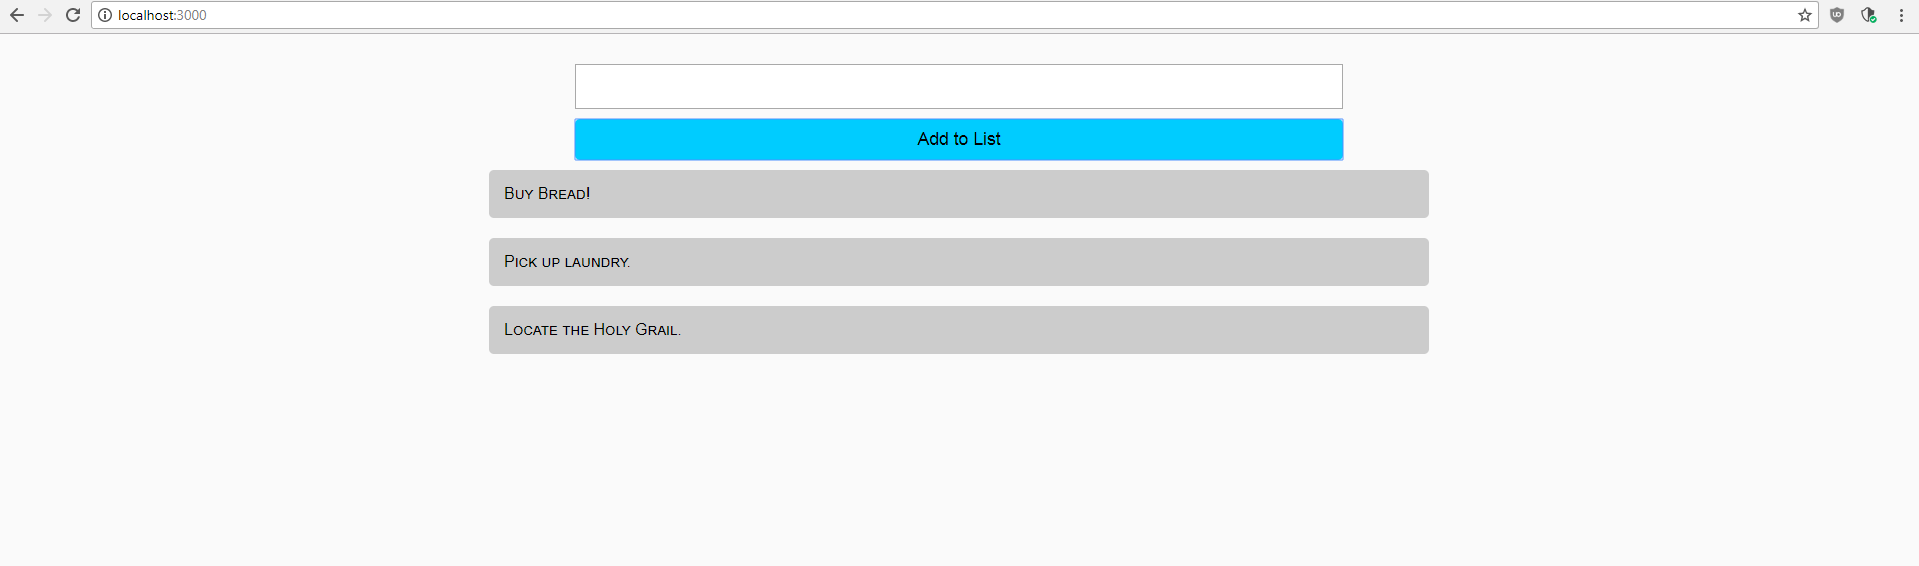 localhost:3000
Add to List
Buy Bread!
Pick up laundry.
Locate the Holy Grail.